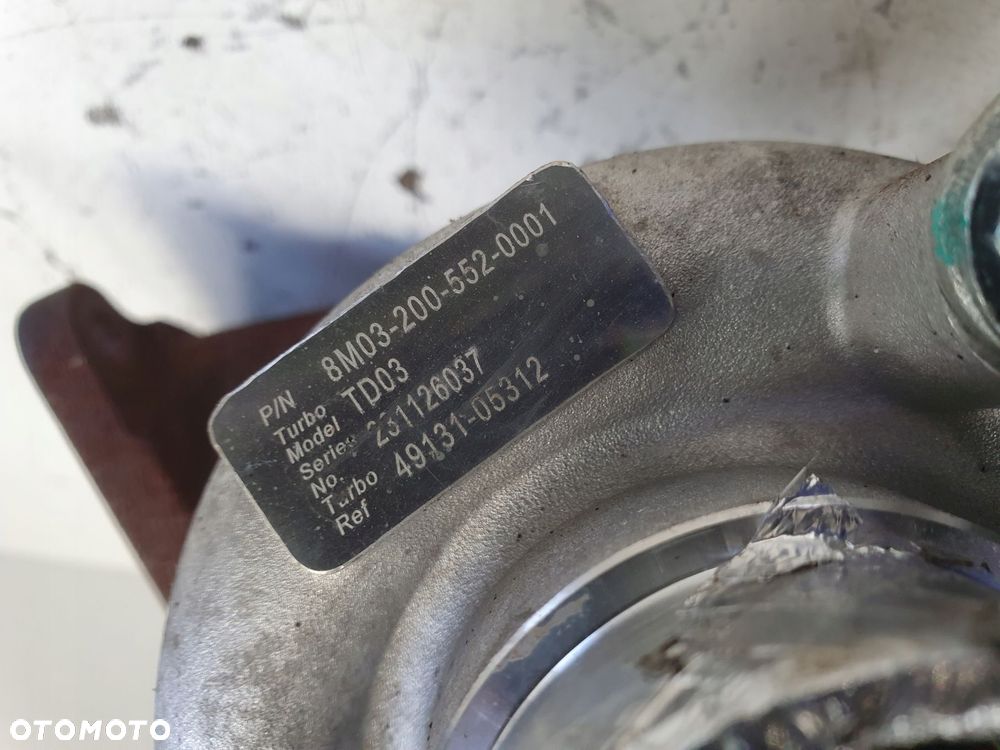 P/N 8M03-200-552-0001
Turbo
Model TD03
Series
No. 231126037
Turbo
Ref 49131-05312
OTOMOTO